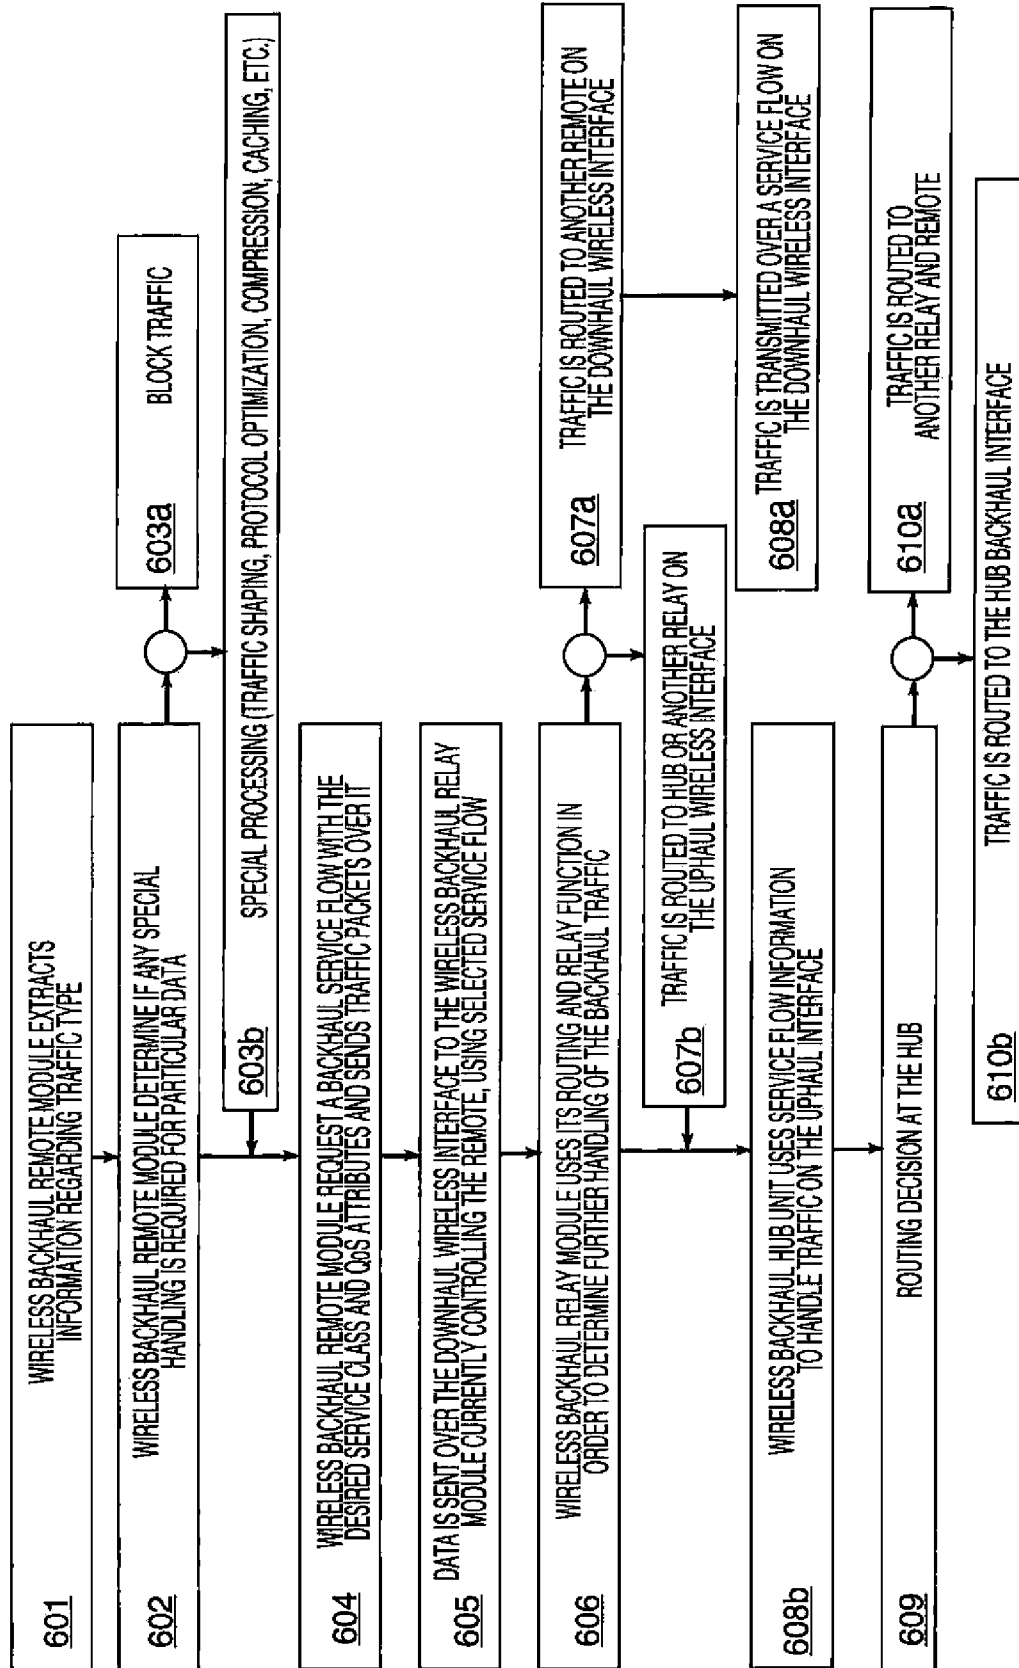 601
WIRELESS BACKHAUL REMOTE MODULE EXTRACTS
INFORMATION REGARDING TRAFFIC TYPE
602
WIRELESS BACKHAUL REMOTE MODULE DETERMINE IF ANY SPECIAL
HANDLING IS REQUIRED FOR PARTICULAR DATA
603a
BLOCK TRAFFIC
603b
SPECIAL PROCESSING (TRAFFIC SHAPING, PROTOCOL OPTIMIZATION, COMPRESSION, CACHING, ETC.)
604
WIRELESS BACKHAUL REMOTE MODULE REQUEST A BACKHAUL SERVICE FLOW WITH THE
DESIRED SERVICE CLASS AND QoS ATTRIBUTES AND SENDS TRAFFIC PACKETS OVER IT
605
DATA IS SENT OVER THE DOWNHAUL WIRELESS INTERFACE TO THE WIRELESS BACKHAUL RELAY
MODULE CURRENTLY CONTROLLING THE REMOTE, USING SELECTED SERVICE FLOW
606
WIRELESS BACKHAUL RELAY MODULE USES ITS ROUTING AND RELAY FUNCTION IN
ORDER TO DETERMINE FURTHER HANDLING OF THE BACKHAUL TRAFFIC
607a
TRAFFIC IS ROUTED TO ANOTHER REMOTE ON
THE DOWNHAUL WIRELESS INTERFACE
607b
TRAFFIC IS ROUTED TO HUB OR ANOTHER RELAY ON
THE UPHAUL WIRELESS INTERFACE
608a
TRAFFIC IS TRANSMITTED OVER A SERVICE FLOW ON
THE DOWNHAUL WIRELESS INTERFACE
608b
WIRELESS BACKHAUL HUB UNIT USES SERVICE FLOW INFORMATION
TO HANDLE TRAFFIC ON THE UPHAUL INTERFACE
609
ROUTING DECISION AT THE HUB
610a
TRAFFIC IS ROUTED TO
ANOTHER RELAY AND REMOTE
610b
TRAFFIC IS ROUTED TO THE HUB BACKHAUL INTERFACE